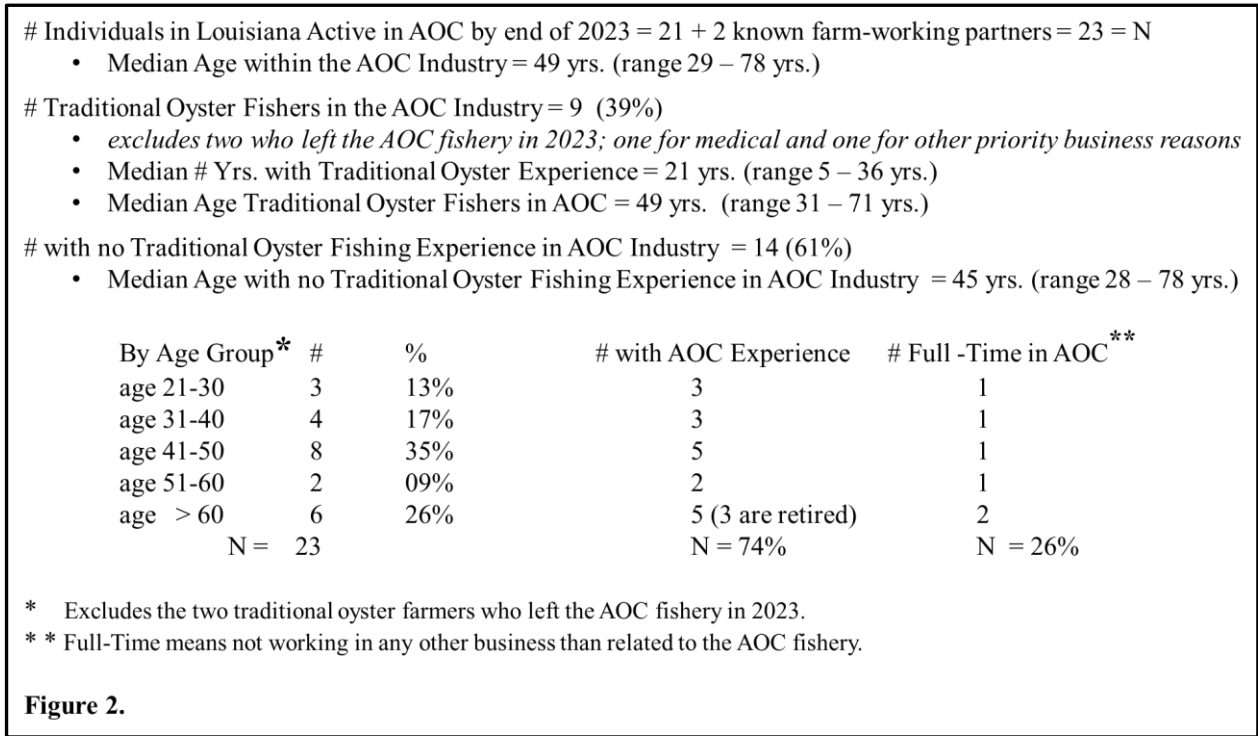 # Individuals in Louisiana Active in AOC by end of 2023 = 21 + 2 known farm-working partners = 23 = N
• Median Age within the AOC Industry = 49 yrs. (range 29 – 78 yrs.)
# Traditional Oyster Fishers in the AOC Industry = 9 (39%)
• excludes two who left the AOC fishery in 2023; one for medical and one for other priority business reasons
• Median # Yrs. with Traditional Oyster Experience = 21 yrs. (range 5 – 36 yrs.)
• Median Age Traditional Oyster Fishers in AOC = 49 yrs. (range 31 – 71 yrs.)
# with no Traditional Oyster Fishing Experience in AOC Industry = 14 (61%)
• Median Age with no Traditional Oyster Fishing Experience in AOC Industry = 45 yrs. (range 28 – 78 yrs.)
By Age Group* # % # with AOC Experience # Full -Time in AOC**
age 21-30 3 13% 3 1
age 31-40 4 17% 3 1
age 41-50 8 35% 5 1
age 51-60 2 09% 2 1
age > 60 6 26% 5 (3 are retired) 2
N = 23 N = 74% N = 26%
* Excludes the two traditional oyster farmers who left the AOC fishery in 2023.
* * Full-Time means not working in any other business than related to the AOC fishery.
Figure 2.